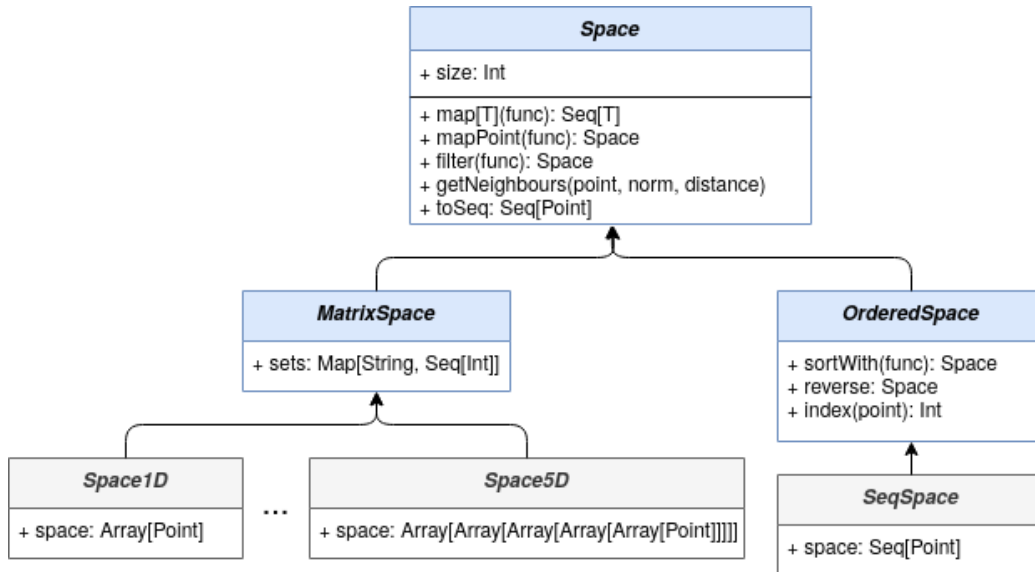 Space
+ size: Int
+ map[T](func): Seq[T]
+ mapPoint(func): Space
+ filter(func): Space
+ getNeighbours(point, norm, distance)
+ toSeq: Seq[Point]
MatrixSpace
+ sets: Map[String, Seq[Int]]
OrderedSpace
+ sortWith(func): Space
+ reverse: Space
+ index(point): Int
Space1D
+ space: Array[Point]
...
Space5D
+ space: Array[Array[Array[Array[Array[Point]]]]]
SeqSpace
+ space: Seq[Point]